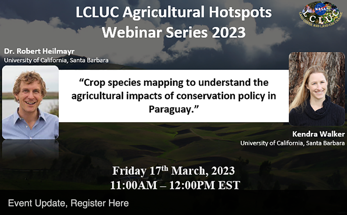 LCLUC Agricultural Hotspots
Webinar Series 2023
LCLUC
Dr. Robert Heilmayr
University of California, Santa Barbara
“Crop species mapping to understand the
agricultural impacts of conservation policy in
Paraguay.”
Kendra Walker
University of California, Santa Barbara
Friday 17th March, 2023
11:00AM – 12:00PM EST
Event Update, Register Here